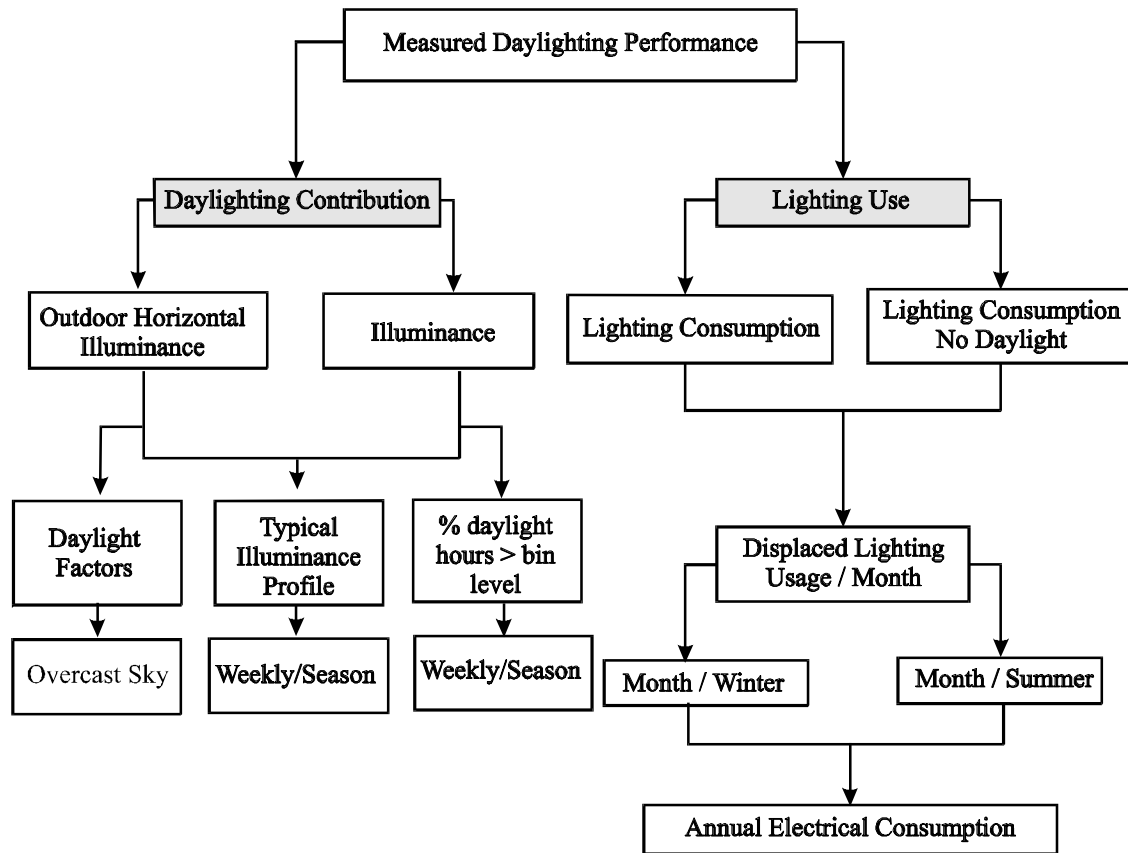 Measured Daylighting Performance
Daylighting Contribution
Lighting Use
Outdoor Horizontal
Illuminance
Illuminance
Lighting Consumption
Lighting Consumption
No Daylight
Daylight
Factors
Typical
Illuminance
Profile
% daylight
hours > bin
level
Displaced Lighting
Usage / Month
Overcast Sky
Weekly/Season
Weekly/Season
Month / Winter
Month / Summer
Annual Electrical Consumption